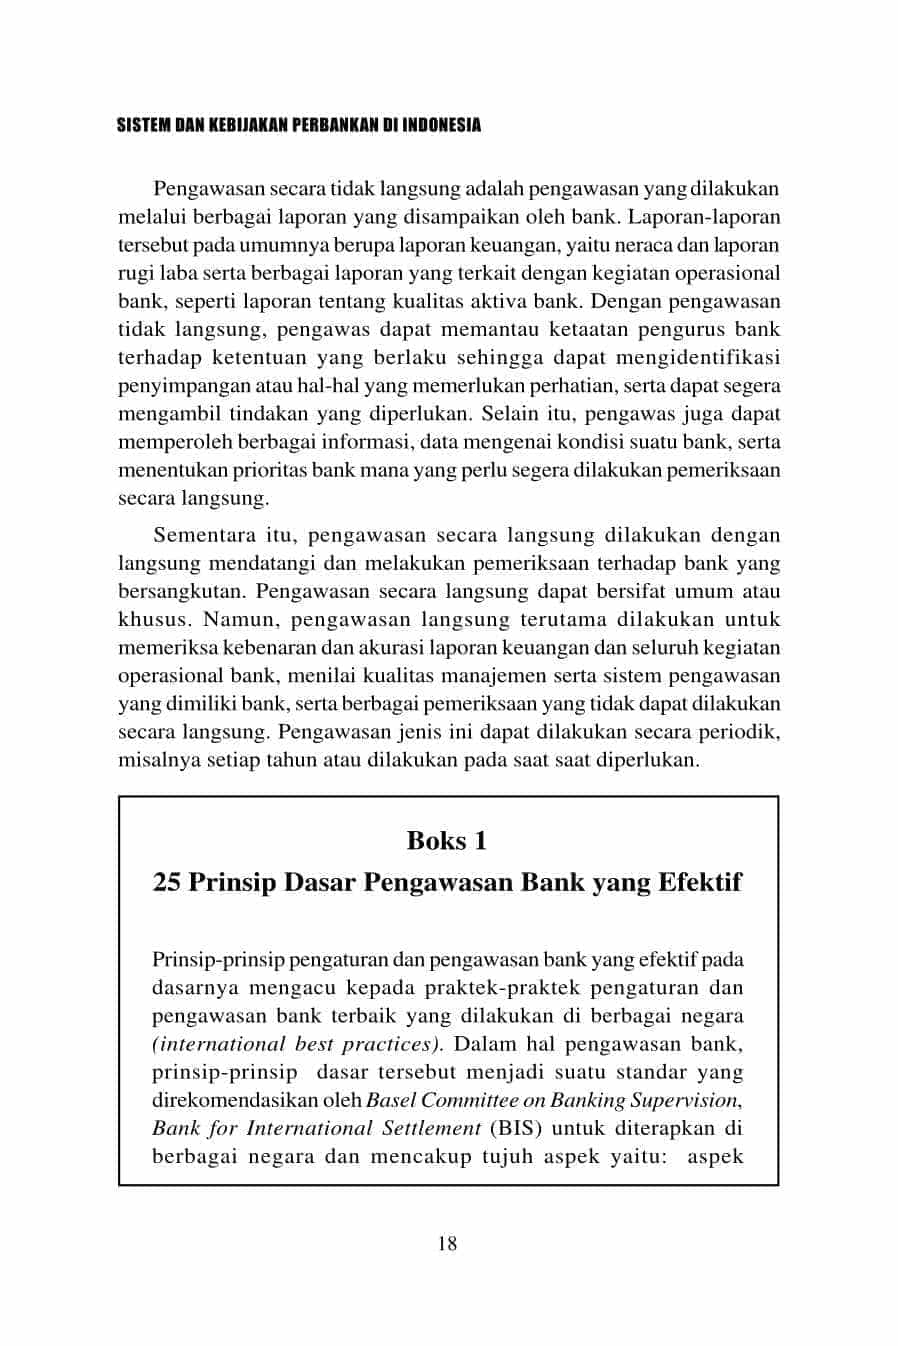 SISTEM DAN KEBIJAKAN PERBANKAN DI INDONESIA
Pengawasan secara tidak langsung adalah pengawasan yang dilakukan
melalui berbagai laporan yang disampaikan oleh bank. Laporan-laporan
tersebut pada umumnya berupa laporan keuangan, yaitu neraca dan laporan
rugi laba serta berbagai laporan yang terkait dengan kegiatan operasional
bank, seperti laporan tentang kualitas aktiva bank. Dengan pengawasan
tidak langsung, pengawas dapat memantau ketaatan pengurus bank
terhadap ketentuan yang berlaku sehingga dapat mengidentifikasi
penyimpangan atau hal-hal yang memerlukan perhatian, serta dapat segera
mengambil tindakan yang diperlukan. Selain itu, pengawas juga dapat
memperoleh berbagai informasi, data mengenai kondisi suatu bank, serta
menentukan prioritas bank mana yang perlu segera dilakukan pemeriksaan
secara langsung.
Sementara itu, pengawasan secara langsung dilakukan dengan
langsung mendatangi dan melakukan pemeriksaan terhadap bank yang
bersangkutan. Pengawasan secara langsung dapat bersifat umum atau
khusus. Namun, pengawasan langsung terutama dilakukan untuk
memeriksa kebenaran dan akurasi laporan keuangan dan seluruh kegiatan
operasional bank, menilai kualitas manajemen serta sistem pengawasan
yang dimiliki bank, serta berbagai pemeriksaan yang tidak dapat dilakukan
secara langsung. Pengawasan jenis ini dapat dilakukan secara periodik,
misalnya setiap tahun atau dilakukan pada saat saat diperlukan.
Boks 1
25 Prinsip Dasar Pengawasan Bank yang Efektif
Prinsip-prinsip pengaturan dan pengawasan bank yang efektif pada
dasarnya mengacu kepada praktek-praktek pengaturan dan
pengawasan bank terbaik yang dilakukan di berbagai negara
(international best practices). Dalam hal pengawasan bank,
prinsip-prinsip dasar tersebut menjadi suatu standar yang
direkomendasikan oleh Basel Committee on Banking Supervision,
Bank for International Settlement (BIS) untuk diterapkan di
berbagai negara dan mencakup tujuh aspek yaitu: aspek
18